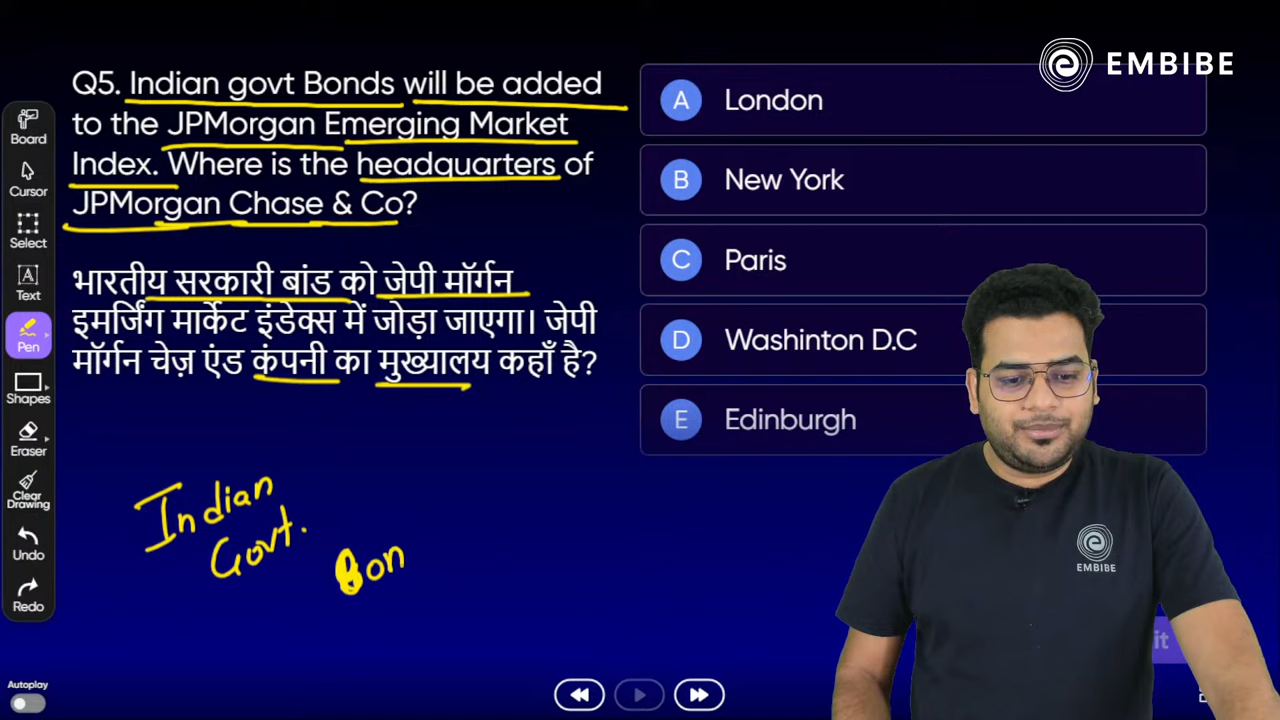 EMBIBE
Q5. Indian govt Bonds will be added
to the JPMorgan Emerging Market
Index. Where is the headquarters of
JPMorgan Chase & Co?
भारतीय सरकारी बांड को जेपी मॉर्गन
इमर्जिंग मार्केट इंडेक्स में जोड़ा जाएगा। जेपी
मॉर्गन चेज़ एंड कंपनी का मुख्यालय कहाँ है?
A London
B New York
C Paris
D Washinton D.C
E Edinburgh
Indian
Govt.
Bon
Board
Cursor
Select
A
Text
Pen
Shapes
Eraser
Clear
Drawing
Undo
Redo
Autoplay
EMBIBE
it